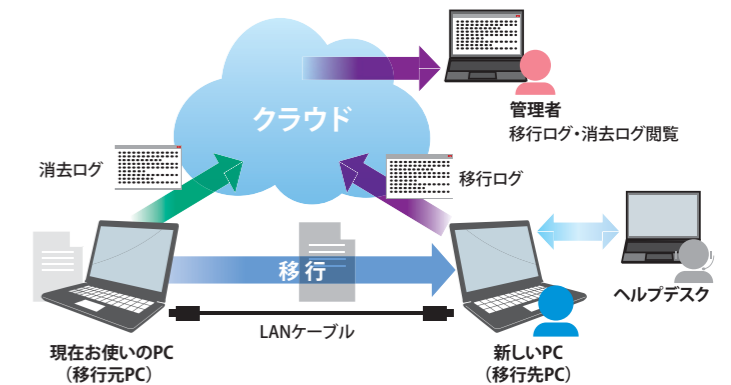 クラウド
管理者
移行ログ・消去ログ閲覧
消去ログ
移行ログ
移行
ヘルプデスク
LANケーブル
現在お使いのPC
（移行元PC）
新しいPC
（移行先PC）